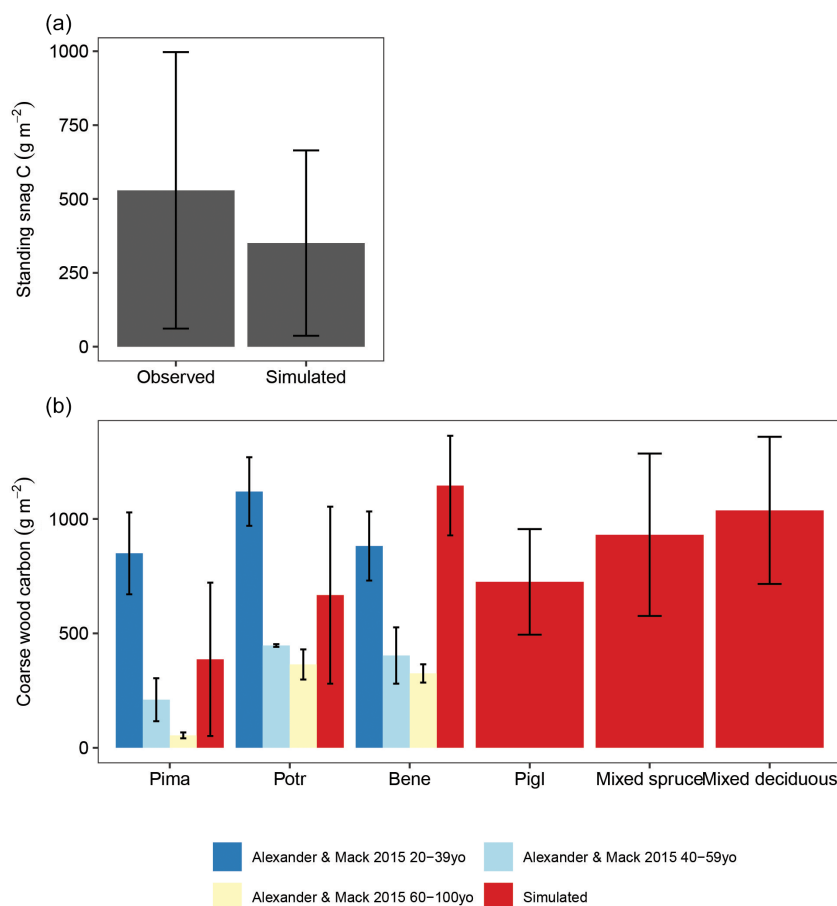 (a)
Standing snag C (g m⁻²)
1000
750
500
250
0
Observed Simulated
(b)
Coarse wood carbon (g m⁻²)
1000
500
0
Pima Potr Bene Pigl Mixed spruce Mixed deciduous
Alexander & Mack 2015 20−39yo Alexander & Mack 2015 40−59yo
Alexander & Mack 2015 60−100yo Simulated